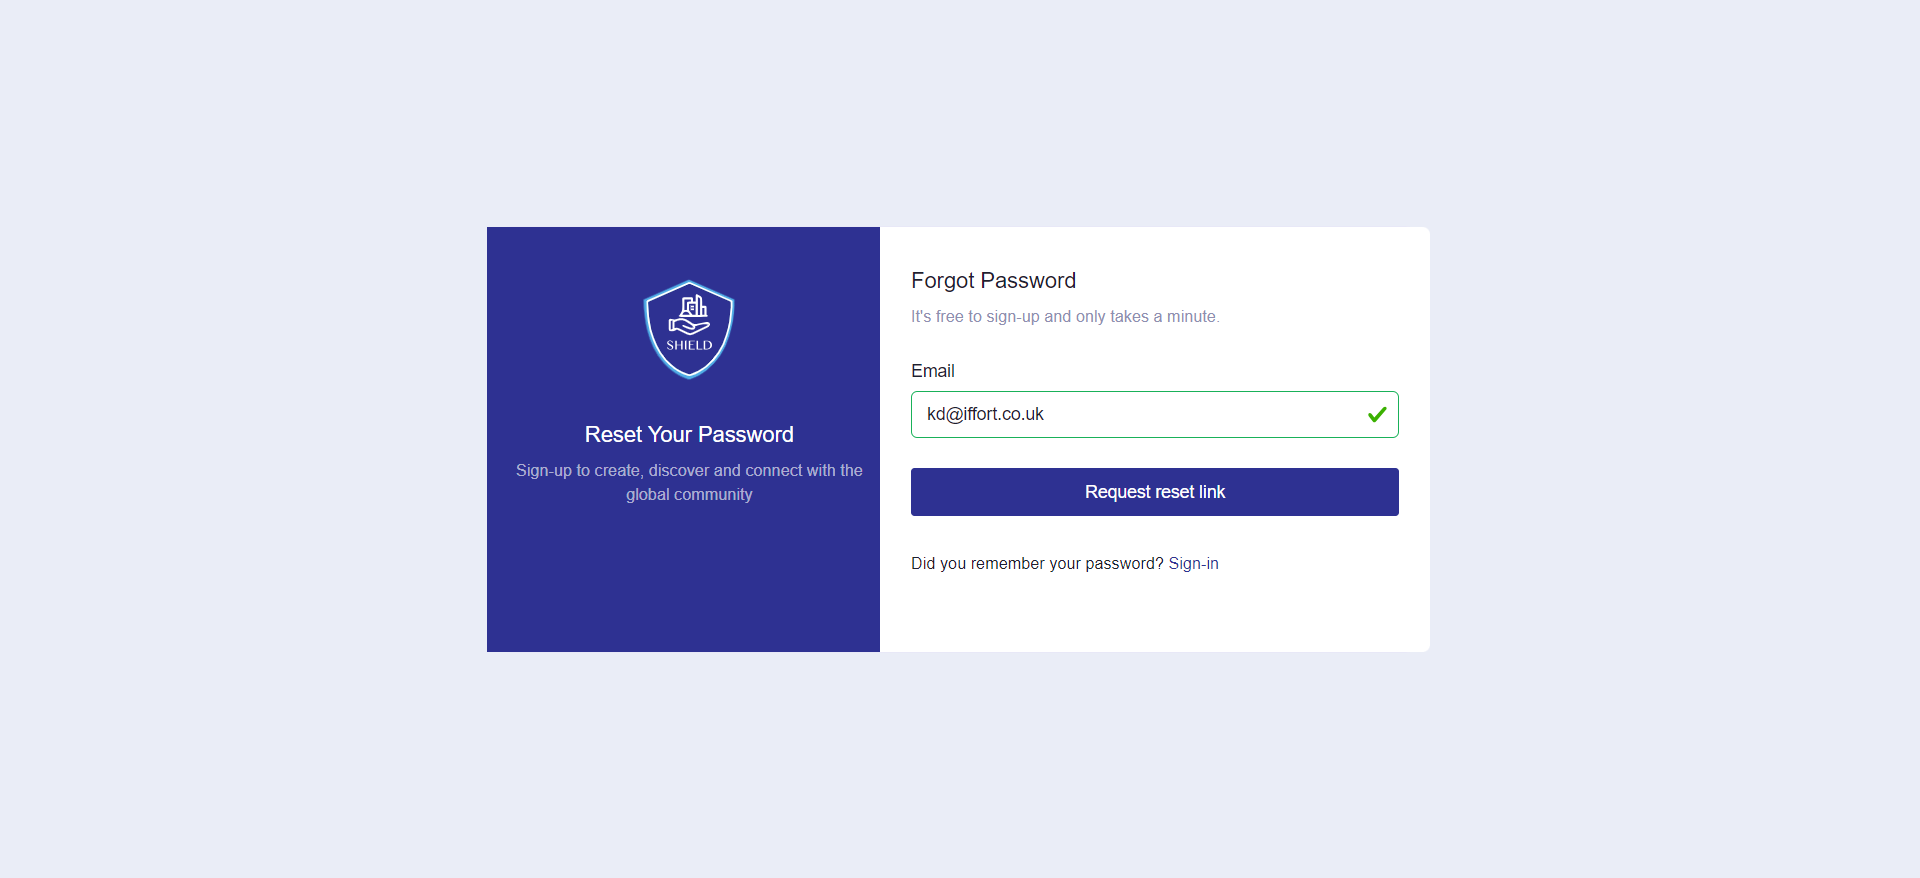 SHIELD
Reset Your Password
Sign-up to create, discover and connect with the
global community
Forgot Password
It's free to sign-up and only takes a minute.
Email
kd@iffort.co.uk
Request reset link
Did you remember your password? Sign-in